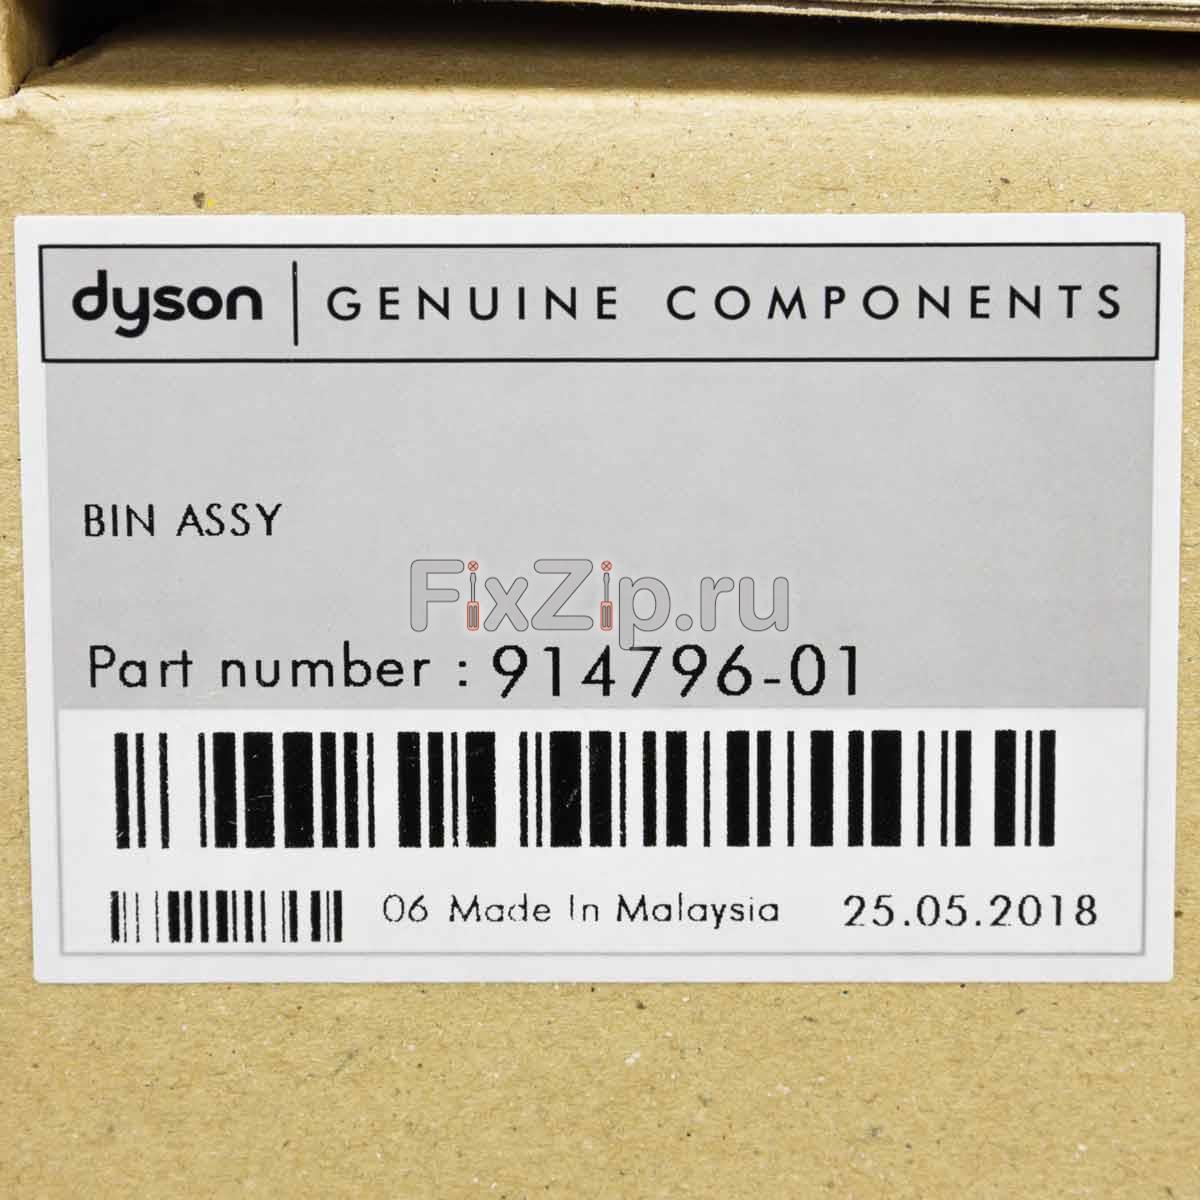 dyson | GENUINE COMPONENTS
BIN ASSY
FixZip.ru
Part number : 914796-01
06 Made In Malaysia 25.05.2018